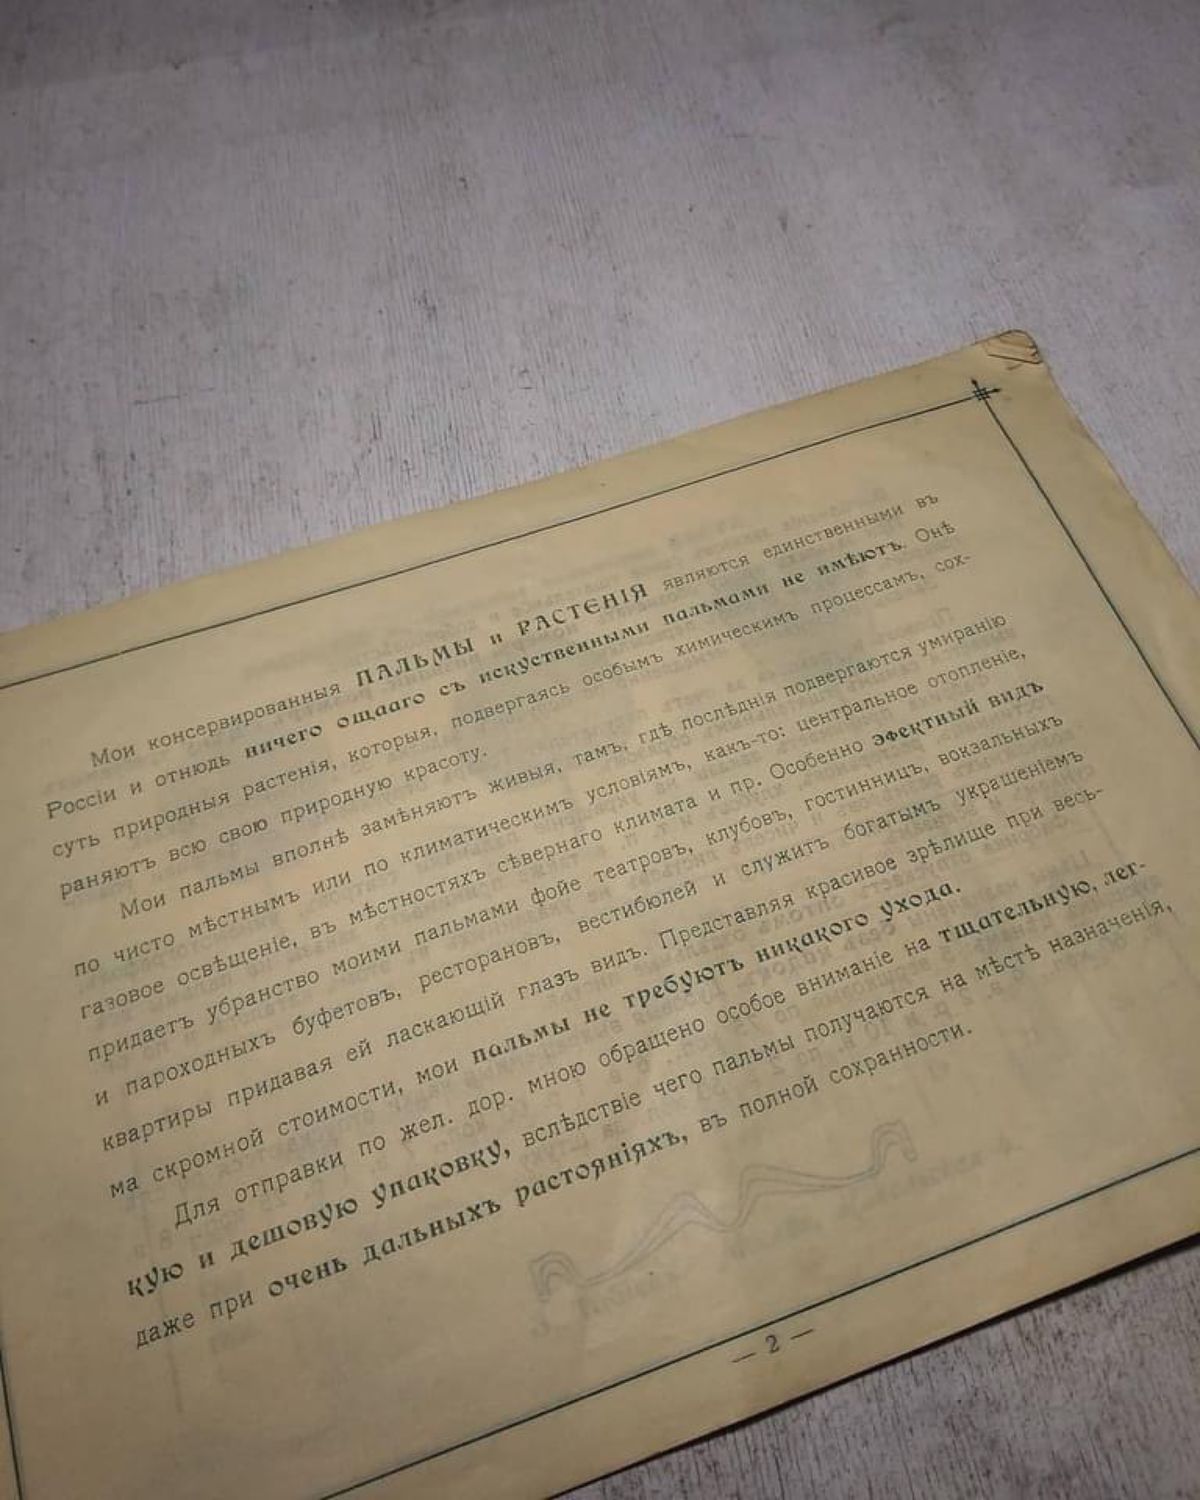 Мои консервированныя ПАЛЬМЫ и РАСТЕНІЯ являются единственными въ
Россіи и отнюдь ничего ощааго съ искуственными пальмами не имѣютъ. Онѣ
суть природныя растенія, которыя, подвергаясь особымъ химическимъ процессамъ, сох-
раняютъ всю свою природную красоту.
Мои пальмы вполнѣ замѣняютъ живыя, тамъ, гдѣ послѣднія подвергаются умиранію
по чисто мѣстнымъ или по климатическимъ условіямъ, какъ-то: центральное отопленіе,
газовое освѣщеніе, въ мѣстностяхъ сѣвернаго климата и пр. Особенно эфектный видъ
придаетъ убранство моими пальмами фойе театровъ, клубовъ, гостинницъ, вокзальныхъ
и пароходныхъ буфетовъ, ресторановъ, вестибюлей и служитъ богатымъ украшеніемъ
квартиры придавая ей ласкающій глазъ видъ. Представляя красивое зрѣлище при весь-
ма скромной стоимости, мои пальмы не требуютъ никакого ухода.
Для отправки по жел. дор. мною обращено особое вниманіе на тщательную, лег-
кую и дешовую упаковку, вслѣдствіе чего пальмы получаются на мѣстѣ назначенія,
даже при очень дальныхъ растояніяхъ, въ полной сохранности.
— 2 —